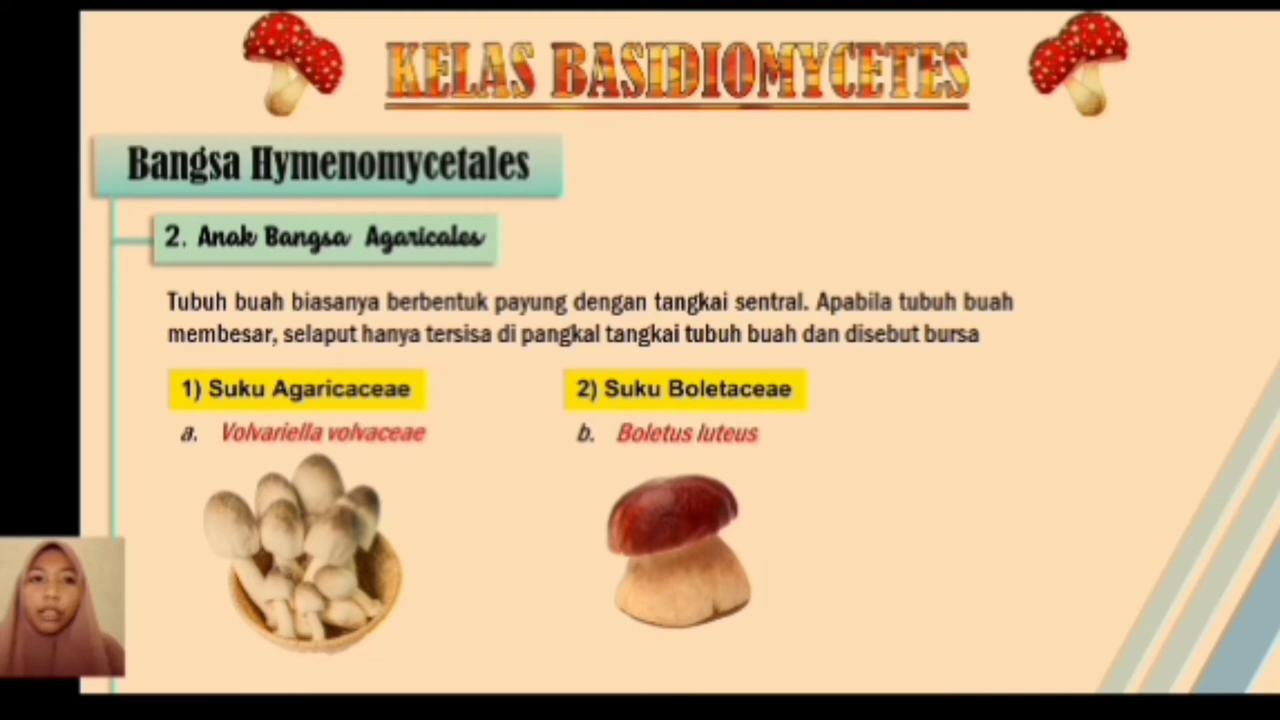 KELAS BASIDIOMYCETES
Bangsa Hymenomycetales
2. Anak Bangsa Agaricales
Tubuh buah biasanya berbentuk payung dengan tangkai sentral. Apabila tubuh buah
membesar, selaput hanya tersisa di pangkal tangkai tubuh buah dan disebut bursa
1) Suku Agaricaceae
a. Volvariella volvaceae
2) Suku Boletaceae
b. Boletus luteus